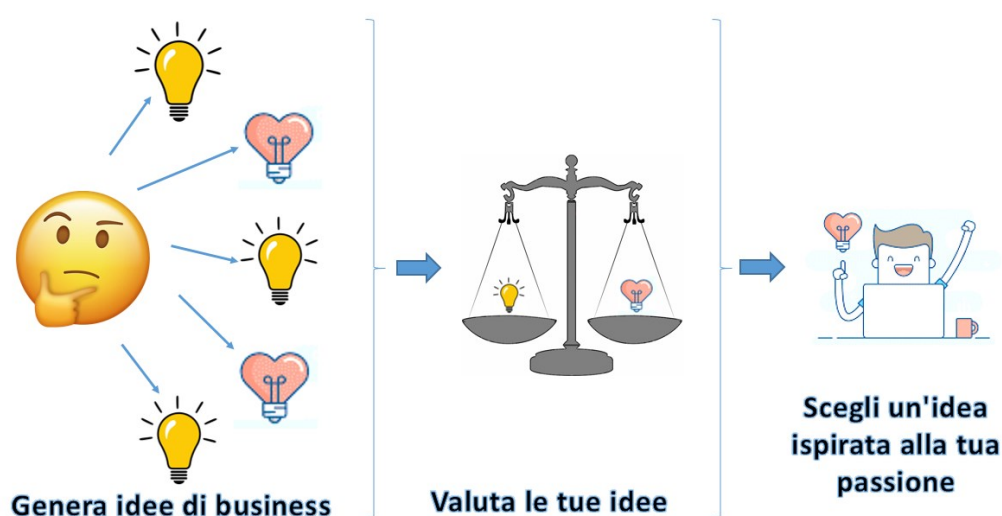 Genera idee di business
Valuta le tue idee
Scegli un'idea
ispirata alla tua
passione